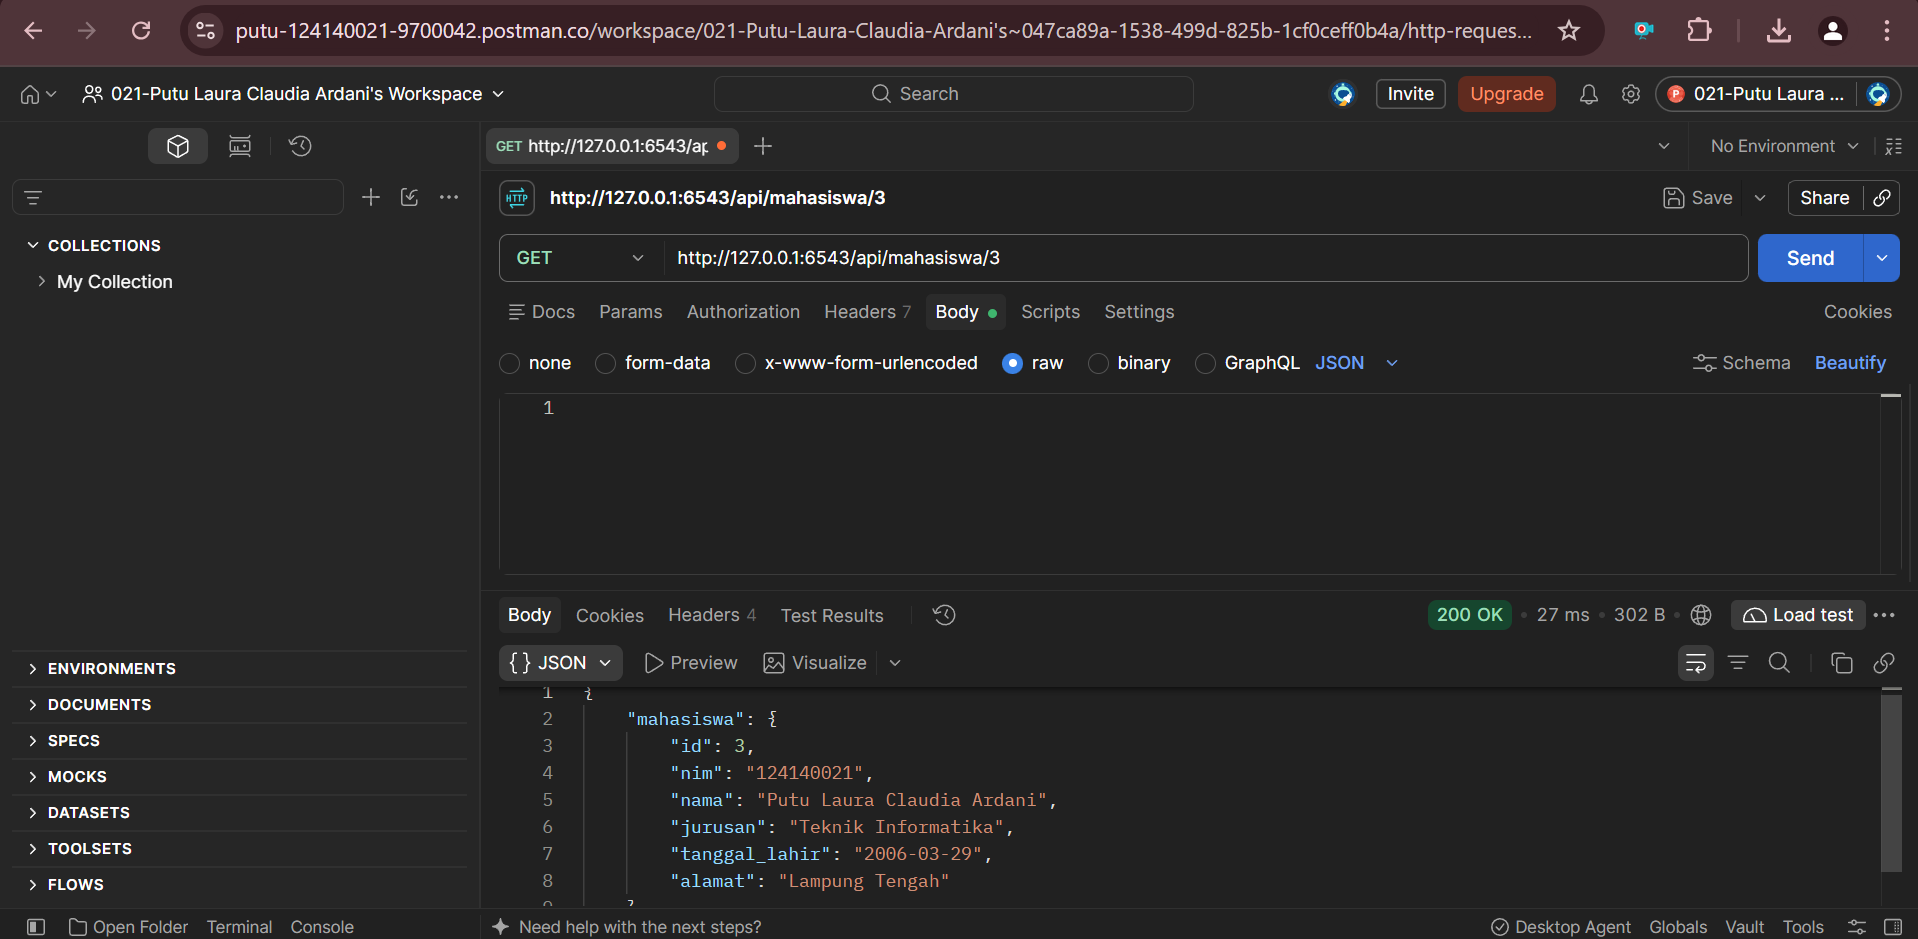 putu-124140021-9700042.postman.co/workspace/021-Putu-Laura-Claudia-Ardani's~047ca89a-1538-499d-825b-1cf0ceff0b4a/http-reques...
021-Putu Laura Claudia Ardani's Workspace
Search
Invite
Upgrade
P
021-Putu Laura ...
GET http://127.0.0.1:6543/ap
No Environment
HTTP
http://127.0.0.1:6543/api/mahasiswa/3
Save
Share
COLLECTIONS
My Collection
GET
http://127.0.0.1:6543/api/mahasiswa/3
Send
Docs
Params
Authorization
Headers 7
Body
Scripts
Settings
Cookies
none
form-data
x-www-form-urlencoded
raw
binary
GraphQL
JSON
Schema
Beautify
1
Body
Cookies
Headers 4
Test Results
200 OK
27 ms
302 B
Load test
{} JSON
Preview
Visualize
1 {
2 "mahasiswa": {
3 "id": 3,
4 "nim": "124140021",
5 "nama": "Putu Laura Claudia Ardani",
6 "jurusan": "Teknik Informatika",
7 "tanggal_lahir": "2006-03-29",
8 "alamat": "Lampung Tengah"
9 }
ENVIRONMENTS
DOCUMENTS
SPECS
MOCKS
DATASETS
TOOLSETS
FLOWS
Open Folder
Terminal
Console
Need help with the next steps?
Desktop Agent
Globals
Vault
Tools